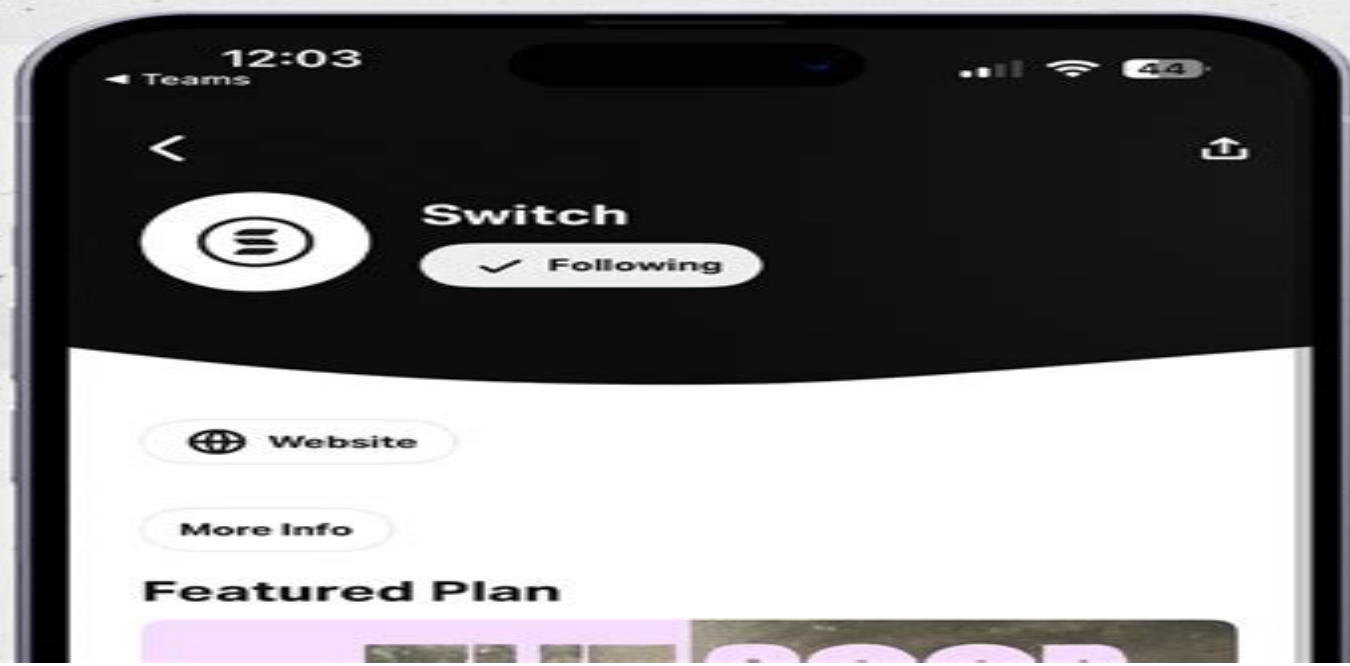 12:03
◀ Teams
44
Switch
Following
Website
More Info
Featured Plan